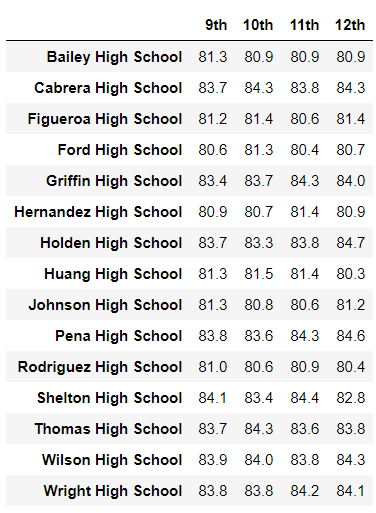 9th 10th 11th 12th
Bailey High School 81.3 80.9 80.9 80.9
Cabrera High School 83.7 84.3 83.8 84.3
Figueroa High School 81.2 81.4 80.6 81.4
Ford High School 80.6 81.3 80.4 80.7
Griffin High School 83.4 83.7 84.3 84.0
Hernandez High School 80.9 80.7 81.4 80.9
Holden High School 83.7 83.3 83.8 84.7
Huang High School 81.3 81.5 81.4 80.3
Johnson High School 81.3 80.8 80.6 81.2
Pena High School 83.8 83.6 84.3 84.6
Rodriguez High School 81.0 80.6 80.9 80.4
Shelton High School 84.1 83.4 84.4 82.8
Thomas High School 83.7 84.3 83.6 83.8
Wilson High School 83.9 84.0 83.8 84.3
Wright High School 83.8 83.8 84.2 84.1